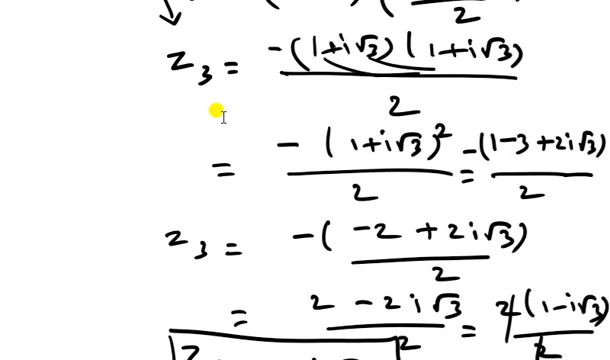 2
z₃ = -(1+i√3)(1+i√3) / 2
= -(1+i√3)² / 2 = -(1-3+2i√3) / 2
z₃ = -(-2+2i√3) / 2
= 2-2i√3 / 2 = 2(1-i√3) / 2